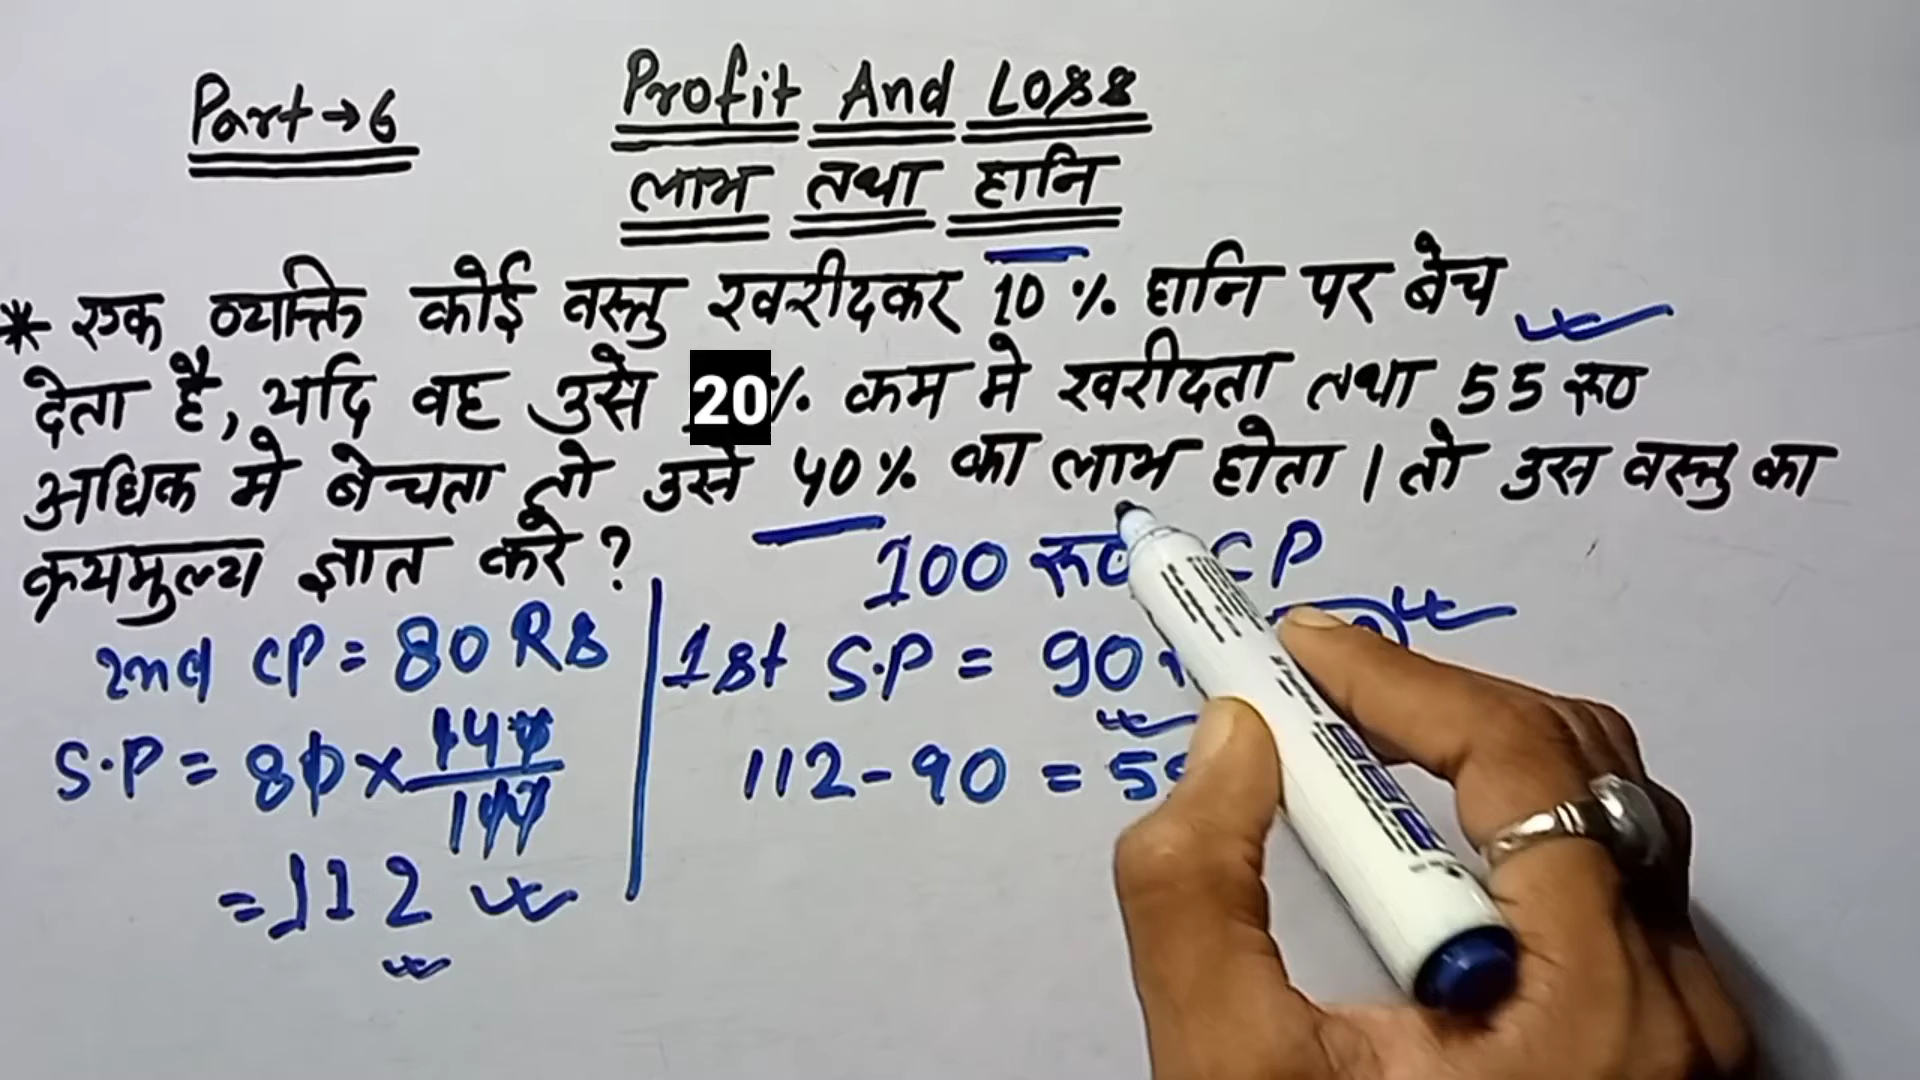 Part→6
Profit And Loss
लाभ तथा हानि
* एक व्यक्ति कोई वस्तु खरीदकर 10% हानि पर बेच
देता है, यदि वह उसे 20% कम मे खरीदता तथा 55 रू०
अधिक मे बेचता तो उसे 40% का लाभ होता। तो उस वस्तु का
क्रयमुल्य ज्ञात करे?
100 रू० CP
2nd CP = 80 RS
1st S.P = 90
S.P = 80 × 140/100
112-90 = 55
= 112